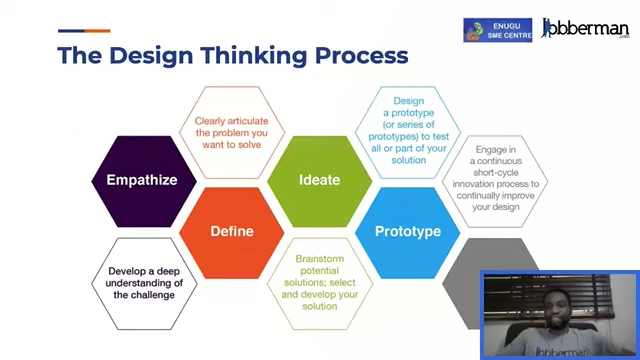 ENUGU
SME CENTRE
Jobberman
.com
The Design Thinking Process
Empathize
Develop a deep
understanding of
the challenge
Clearly articulate
the problem you
want to solve
Define
Ideate
Brainstorm
potential
solutions; select
and develop your
solution
Design
a prototype
(or series of
prototypes) to test
all or part of your
solution
Prototype
Engage in
a continuous
short-cycle
innovation process to
continually improve
your design
Jobberman